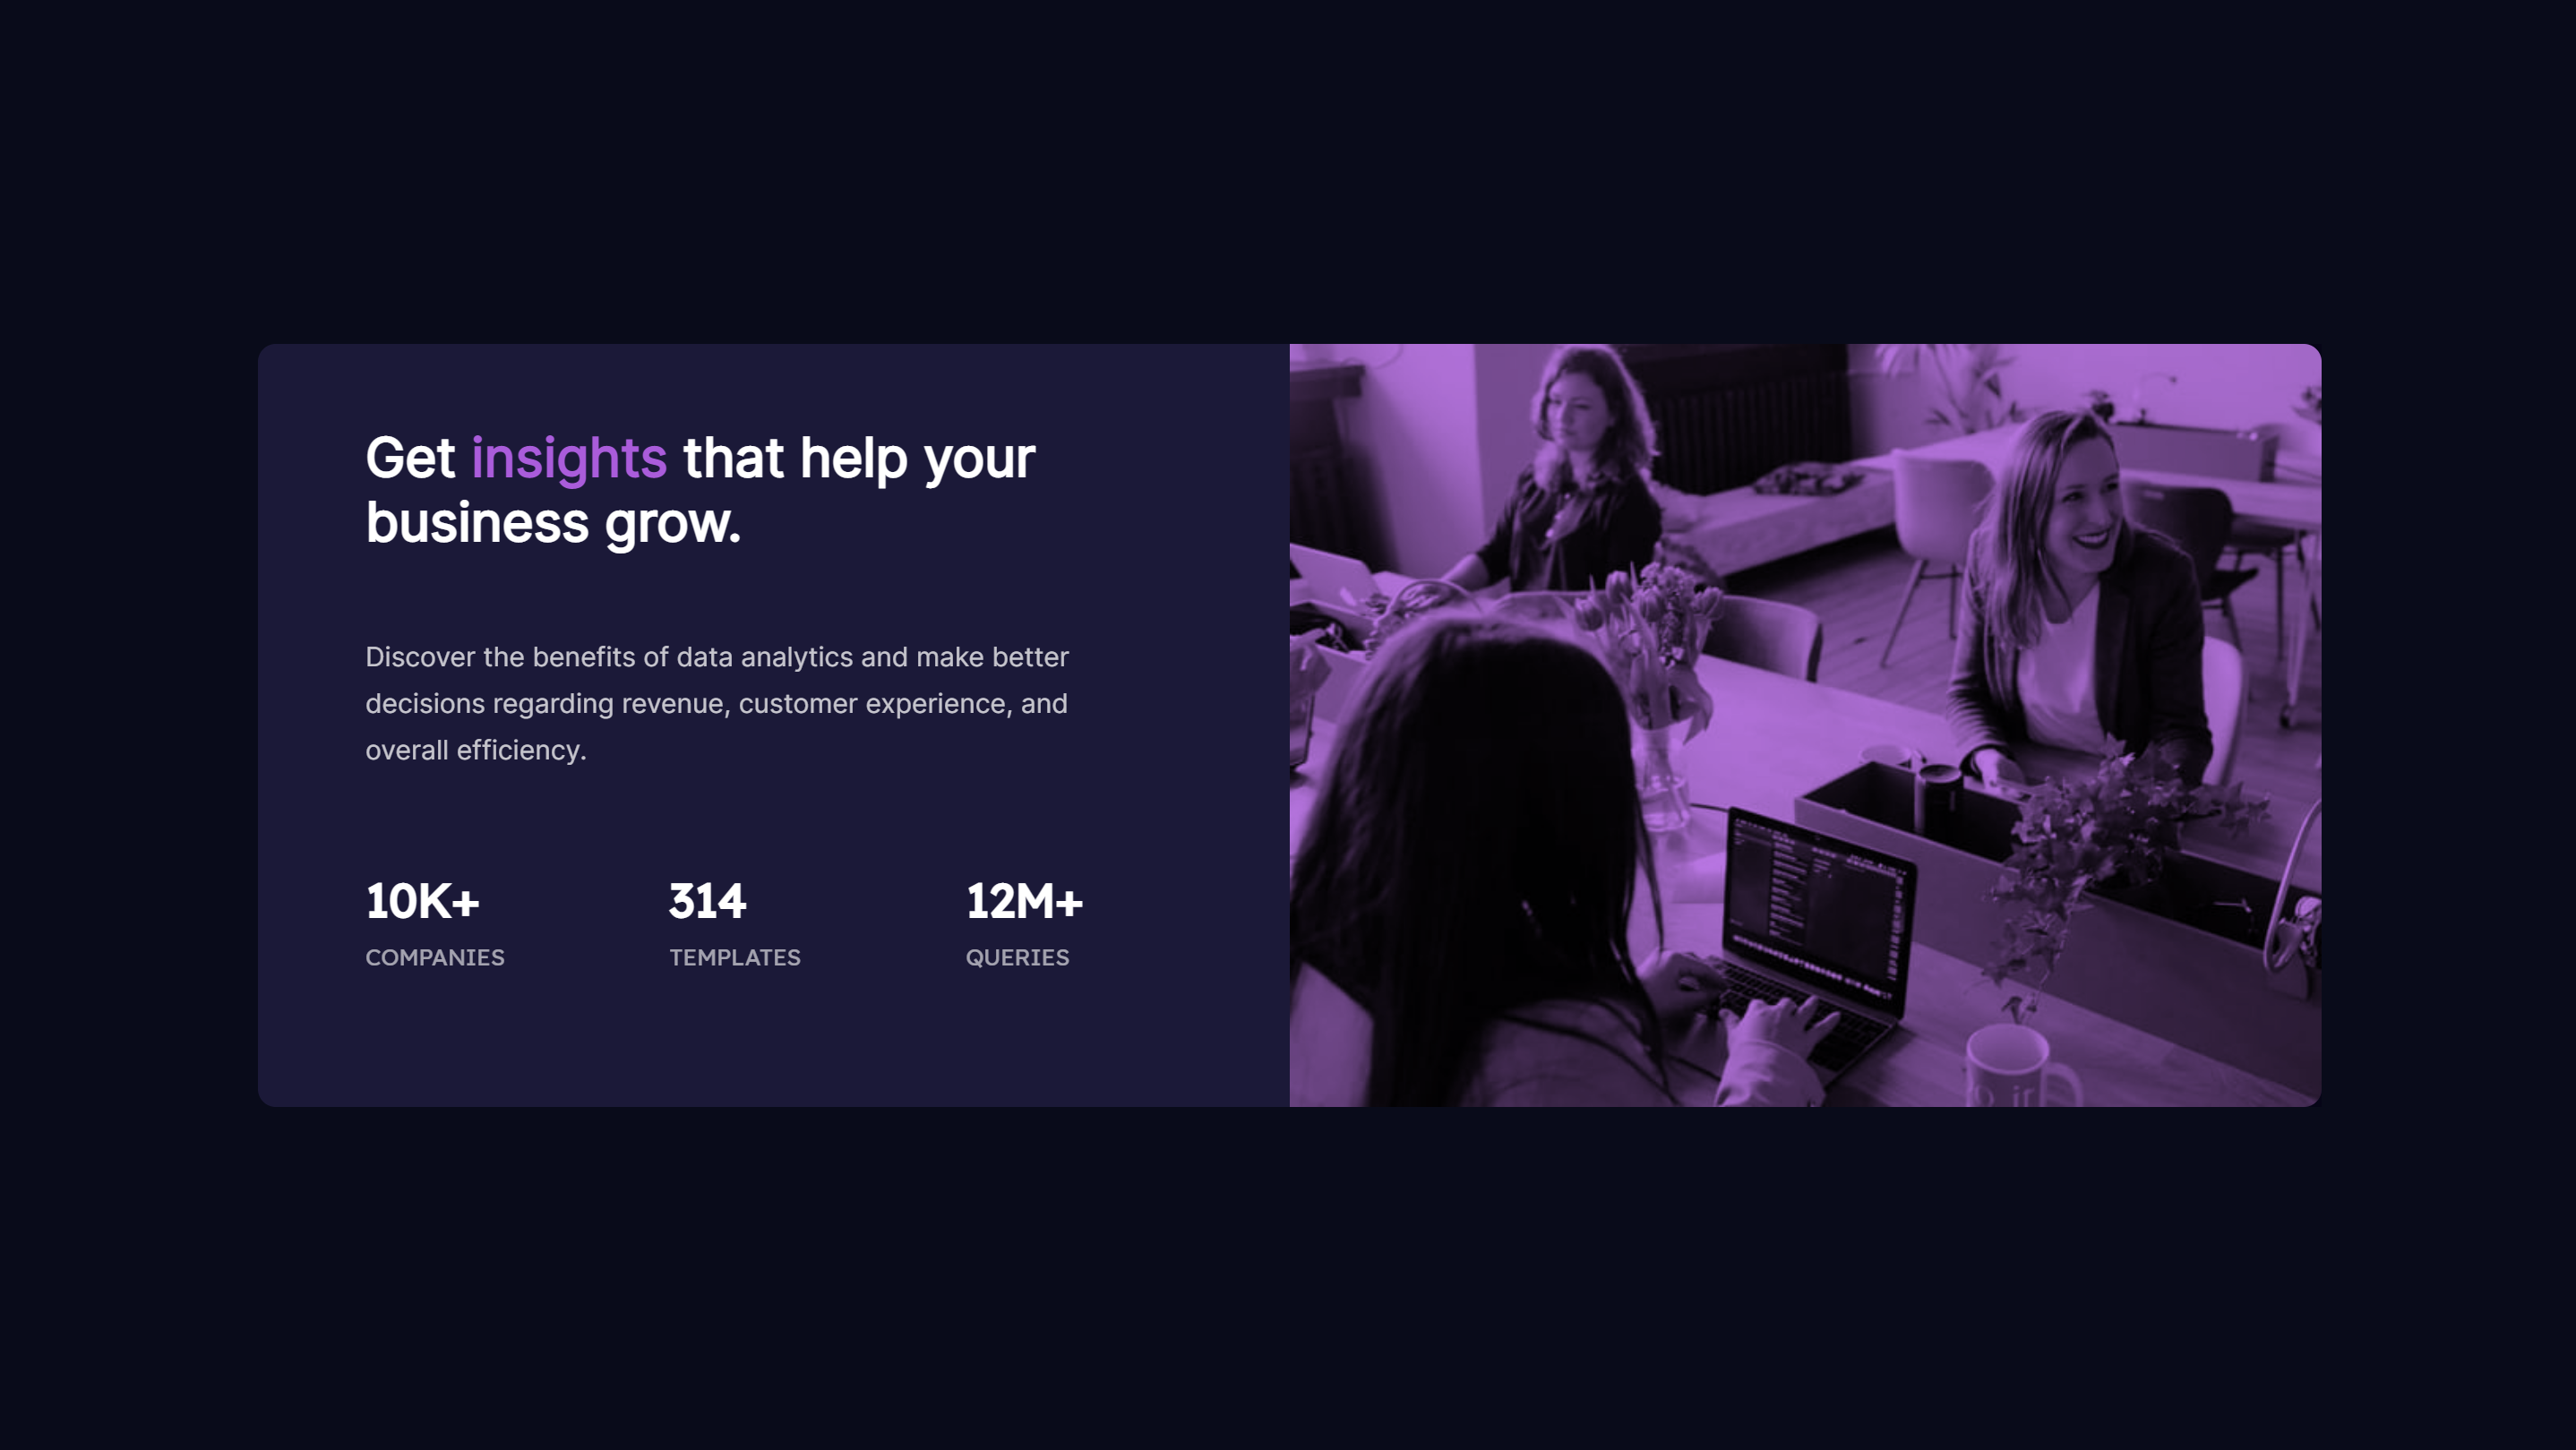 Get insights that help your
business grow.
Discover the benefits of data analytics and make better
decisions regarding revenue, customer experience, and
overall efficiency.
10K+
COMPANIES
314
TEMPLATES
12M+
QUERIES